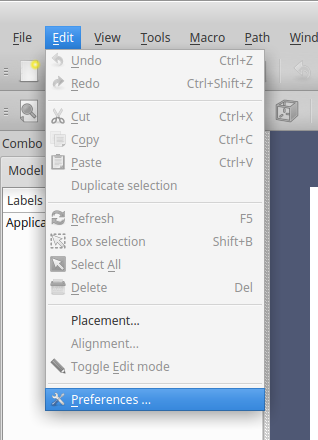 File Edit View Tools Macro Path Wind
Undo Ctrl+Z
Redo Ctrl+Shift+Z
Cut Ctrl+X
Copy Ctrl+C
Paste Ctrl+V
Duplicate selection
Refresh F5
Box selection Shift+B
Select All
Delete Del
Placement...
Alignment...
Toggle Edit mode
Preferences ...
Combo
Model
Labels
Applica